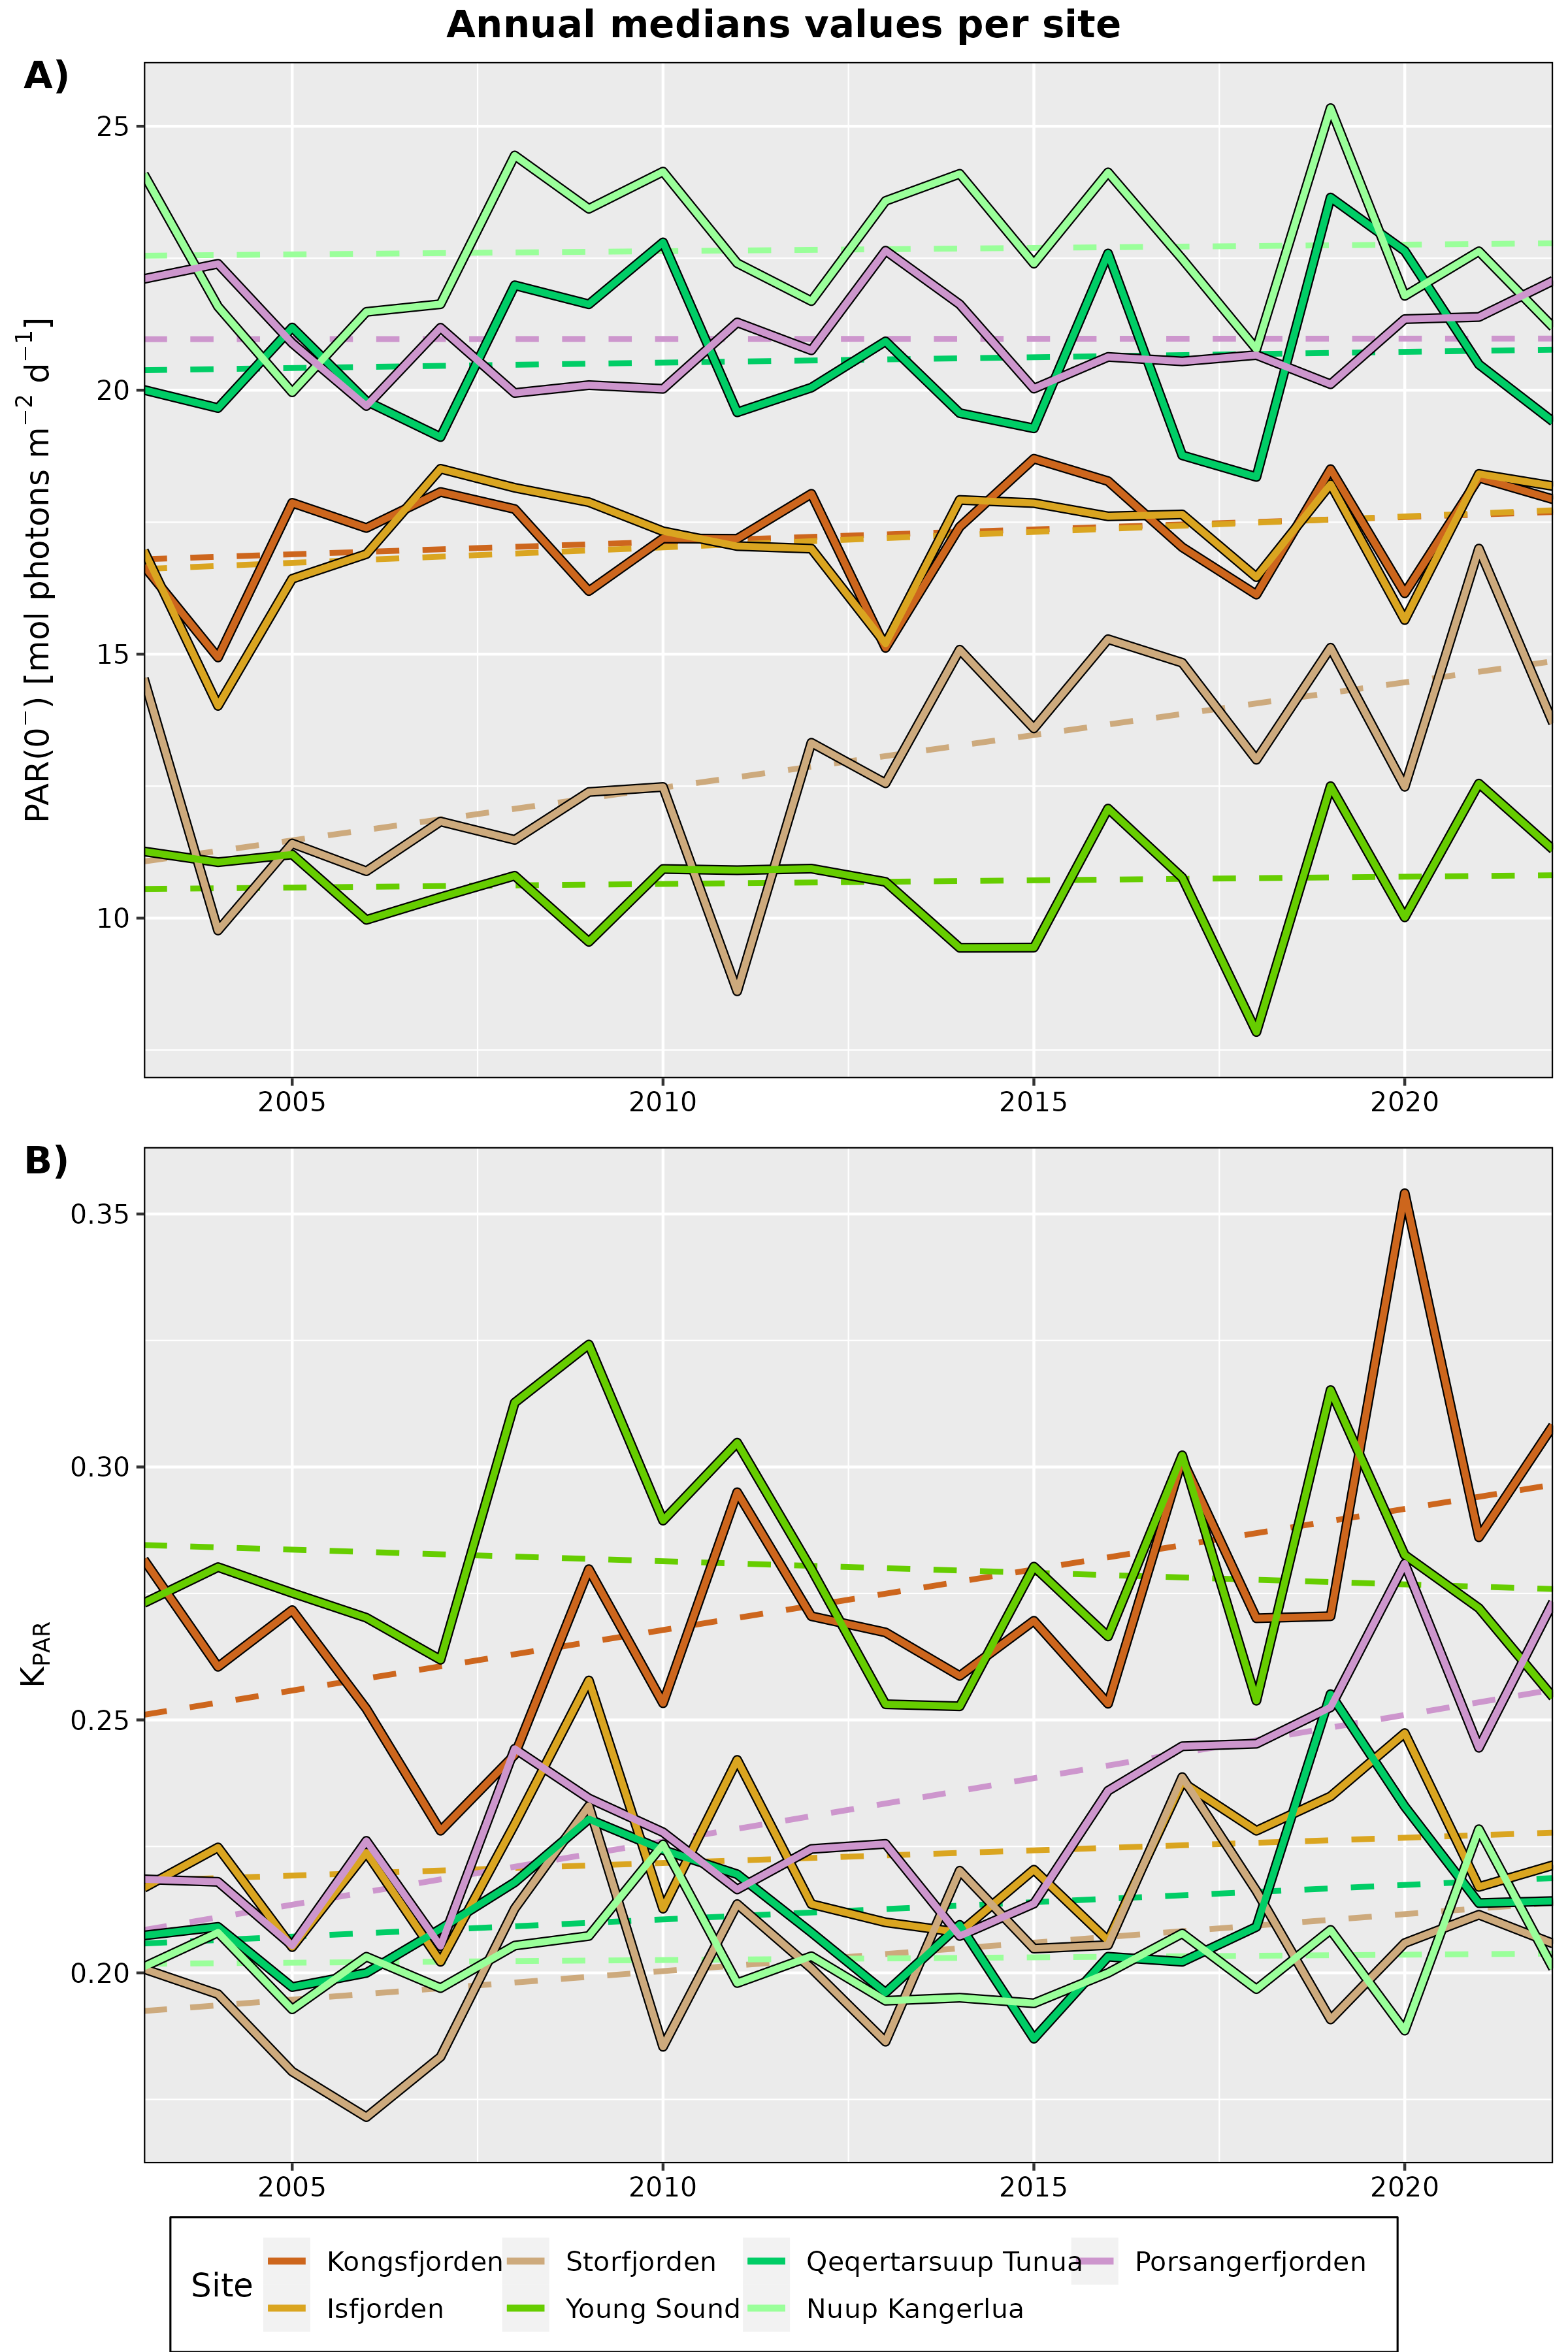 Annual medians values per site
A)
PAR(0⁻) [mol photons m⁻² d⁻¹]
25
20
15
10
2005 2010 2015 2020
B)
K_PAR
0.35
0.30
0.25
0.20
2005 2010 2015 2020
Site
Kongsfjorden Storfjorden Qeqertarsuup Tunua Porsangerfjorden
Isfjorden Young Sound Nuup Kangerlua